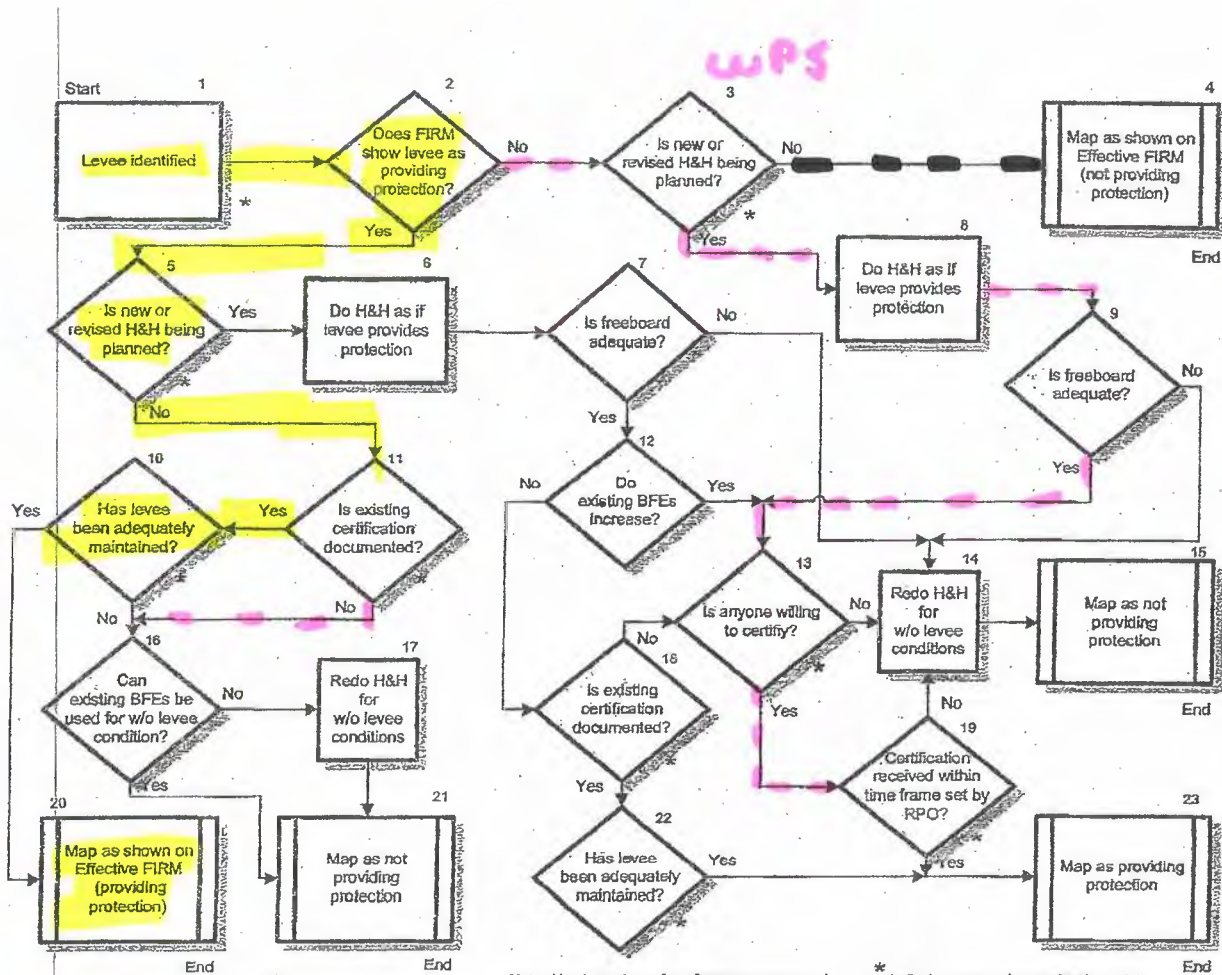 WPS
Start
1
Levee identified
*
2
Does FIRM
show levee as
providing
protection?
No
Yes
3
Is new or
revised H&H being
planned?
*
No
Yes
4
Map as shown on
Effective FIRM
(not providing
protection)
End
5
Is new or
revised H&H being
planned?
*
Yes
No
6
Do H&H as if
levee provides
protection
7
Is freeboard
adequate?
No
Yes
8
Do H&H as if
levee provides
protection
9
Is freeboard
adequate?
No
Yes
10
Has levee
been adequately
maintained?
*
Yes
No
11
Is existing
certification
documented?
*
Yes
No
12
Do
existing BFEs
increase?
No
Yes
13
Is anyone willing
to certify?
*
No
Yes
14
Redo H&H
for
w/o levee
conditions
15
Map as not
providing
protection
End
16
Can
existing BFEs be
used for w/o levee
condition?
No
Yes
17
Redo H&H
for
w/o levee
conditions
18
Is existing
certification
documented?
*
No
Yes
19
Certification
received within
time frame set by
RPO?
*
No
Yes
20
Map as shown on
Effective FIRM
(providing
protection)
End
21
Map as not
providing
protection
End
22
Has levee
been adequately
maintained?
*
Yes
23
Map as providing
protection
End
*